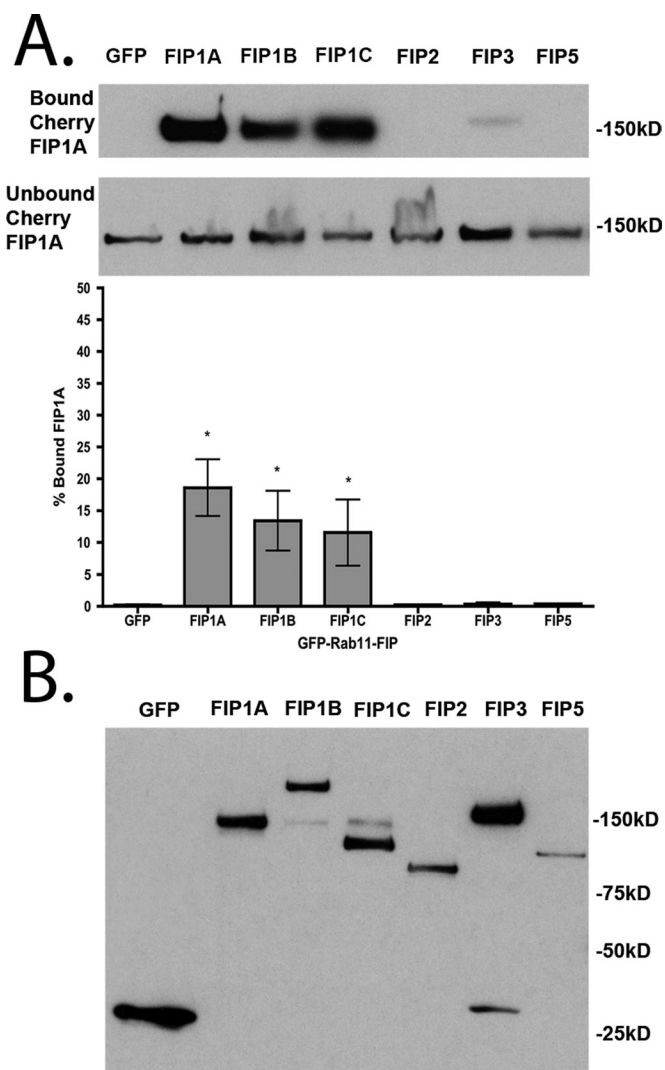 A.
GFP FIP1A FIP1B FIP1C FIP2 FIP3 FIP5
Bound
Cherry
FIP1A
-150kD
Unbound
Cherry
FIP1A
-150kD
50
45
40
35
30
25
20
15
10
5
0
% Bound FIP1A
*
*
*
GFP FIP1A FIP1B FIP1C FIP2 FIP3 FIP5
GFP-Rab11-FIP
B.
GFP FIP1A FIP1B FIP1C FIP2 FIP3 FIP5
-150kD
-75kD
-50kD
-25kD